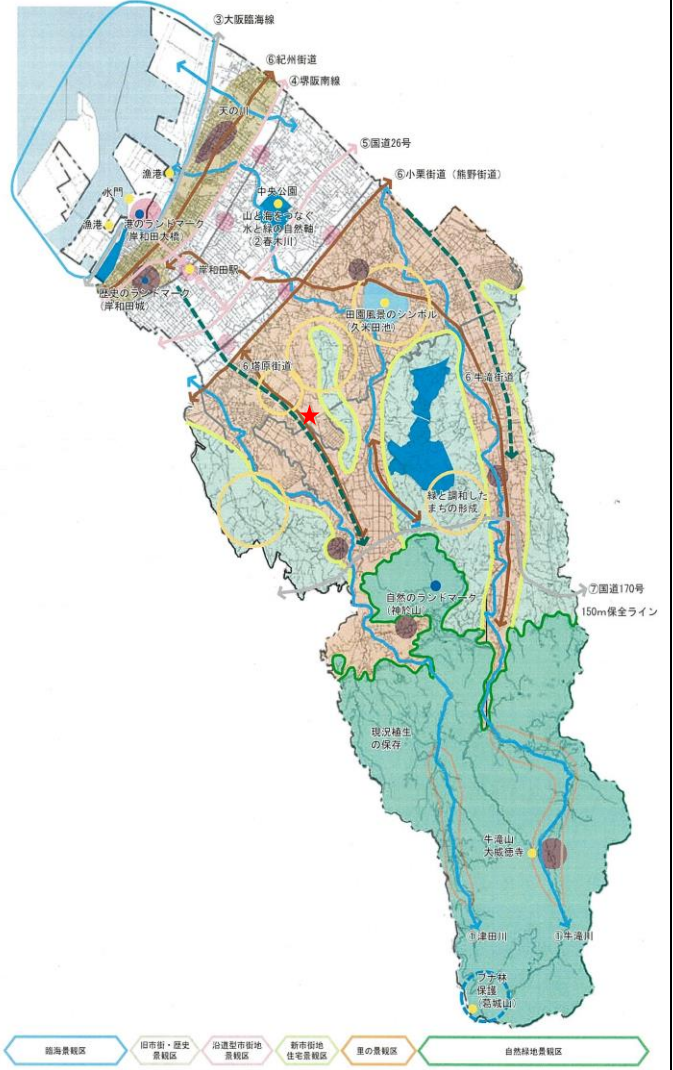 ③大阪臨海線
⑥紀州街道
④堺阪南線
天の川
⑤国道26号
漁港
⑥小栗街道（熊野街道）
水門
中央公園
漁港
港のランドマーク
岸和田大橋
山と海をつなぐ
水と緑の自然軸
（②春木川）
岸和田駅
歴史のランドマーク
（岸和田城）
田園風景のシンボル
（久米田池）
⑥塔原街道
⑥牛滝街道
緑と調和した
まちの形成
⑦国道170号
自然のランドマーク
（神於山）
150m保全ライン
現況植生
の保存
牛滝山
大威徳寺
①津田川
①牛滝川
ブナ林
保護
（葛城山）
臨海景観区
旧市街・歴史
景観区
沿道型市街地
景観区
新市街地
住宅景観区
里の景観区
自然緑地景観区